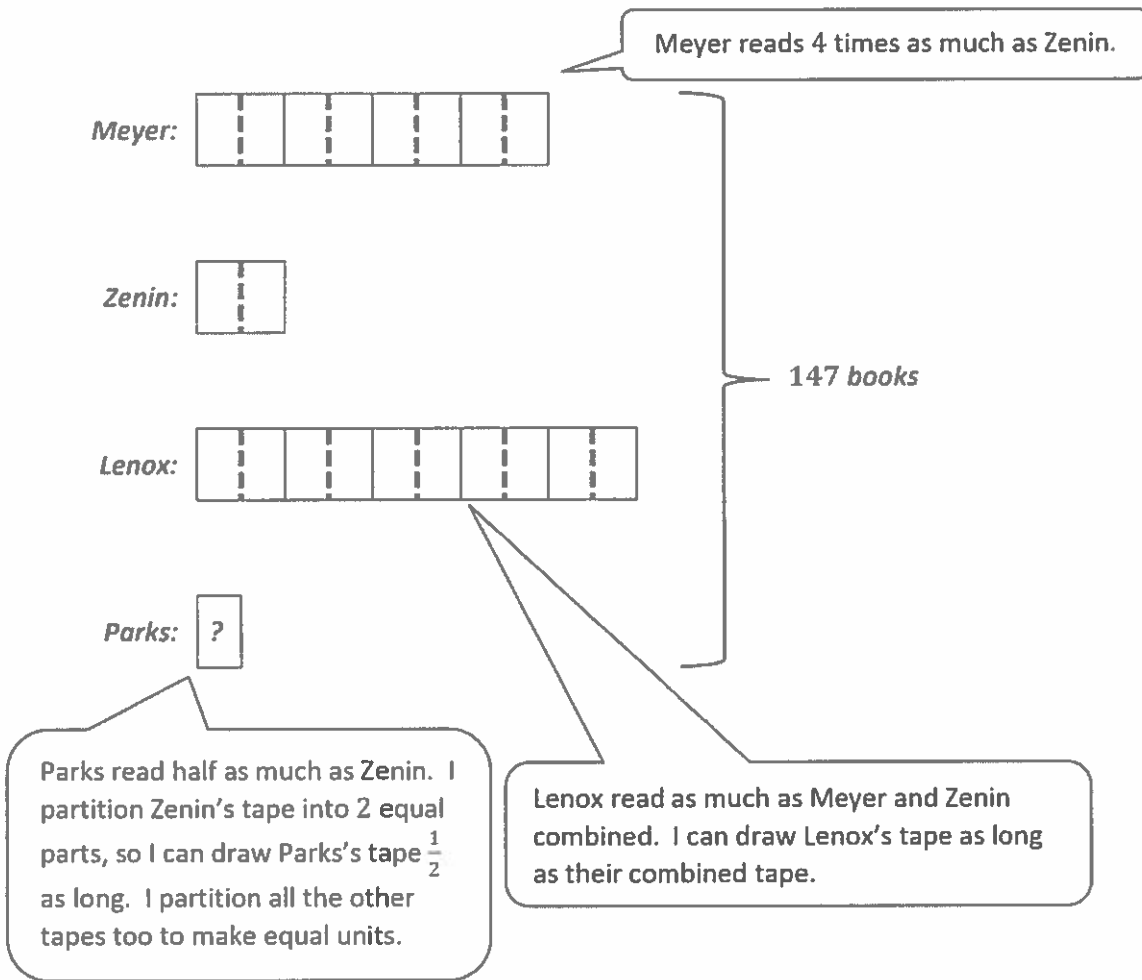 Meyer reads 4 times as much as Zenin.
Meyer:
Zenin:
147 books
Lenox:
Parks: ?
Parks read half as much as Zenin. I
partition Zenin's tape into 2 equal
parts, so I can draw Parks's tape 1/2
as long. I partition all the other
tapes too to make equal units.
Lenox read as much as Meyer and Zenin
combined. I can draw Lenox's tape as long
as their combined tape.